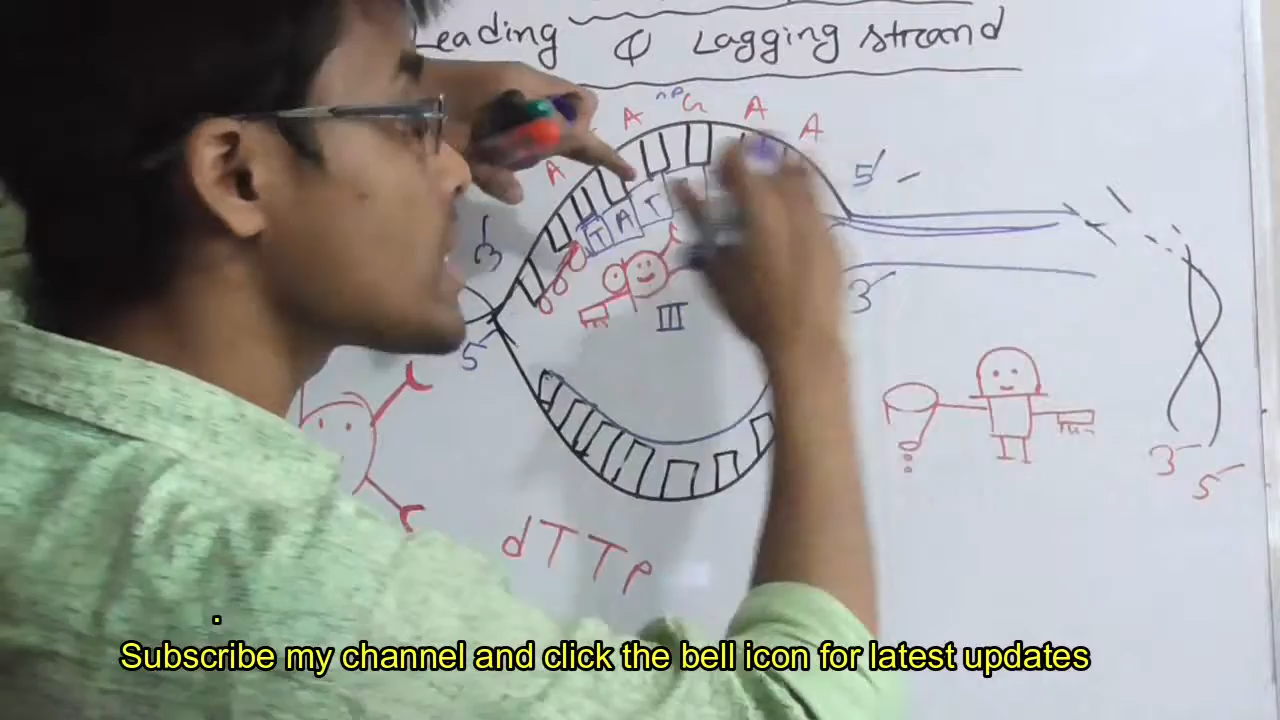 Leading & Lagging strand
A
A
G
A
A
5'
3'
T A T
3'
5'
III
3'
5'
dTTP
Subscribe my channel and click the bell icon for latest updates